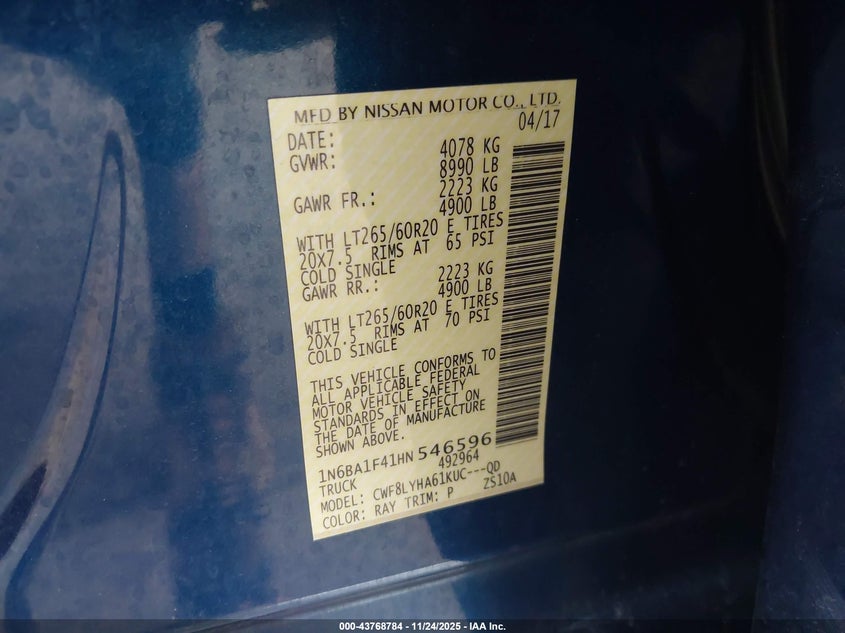 MFD BY NISSAN MOTOR CO., LTD.
DATE: 04/17
GVWR: 4078 KG
8990 LB
GAWR FR.: 2223 KG
4900 LB
WITH LT265/60R20 E TIRES
20X7.5 RIMS AT 65 PSI
COLD SINGLE
GAWR RR.: 2223 KG
4900 LB
WITH LT265/60R20 E TIRES
20X7.5 RIMS AT 70 PSI
COLD SINGLE
THIS VEHICLE CONFORMS TO
ALL APPLICABLE FEDERAL
MOTOR VEHICLE SAFETY
STANDARDS IN EFFECT ON
THE DATE OF MANUFACTURE
SHOWN ABOVE.
1N6BA1F41HN546596
TRUCK 492964
MODEL: CWF8LYHA61KUC---QD
COLOR: RAY TRIM: P ZS10A
000-43768784 -- 11/24/2025 -- IAA Inc.